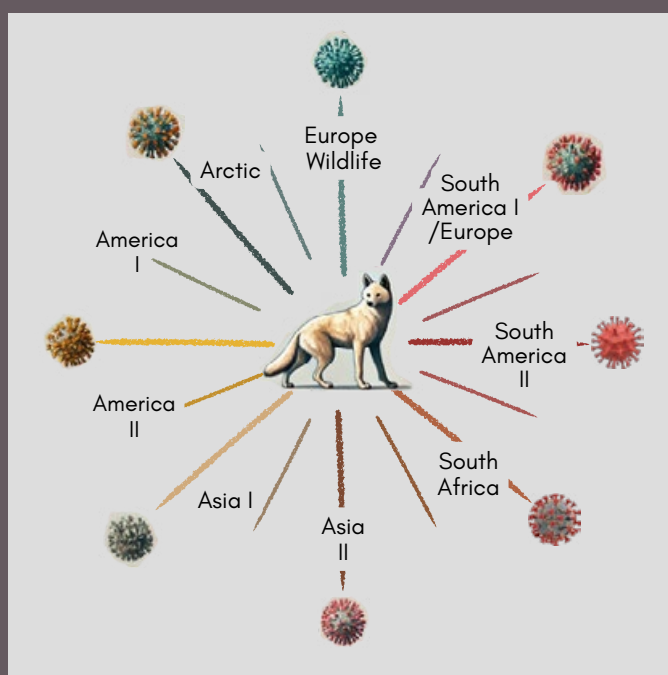 Europe
Wildlife
Arctic
South
America I
/Europe
America
I
South
America
II
America
II
South
Africa
Asia I
Asia
II